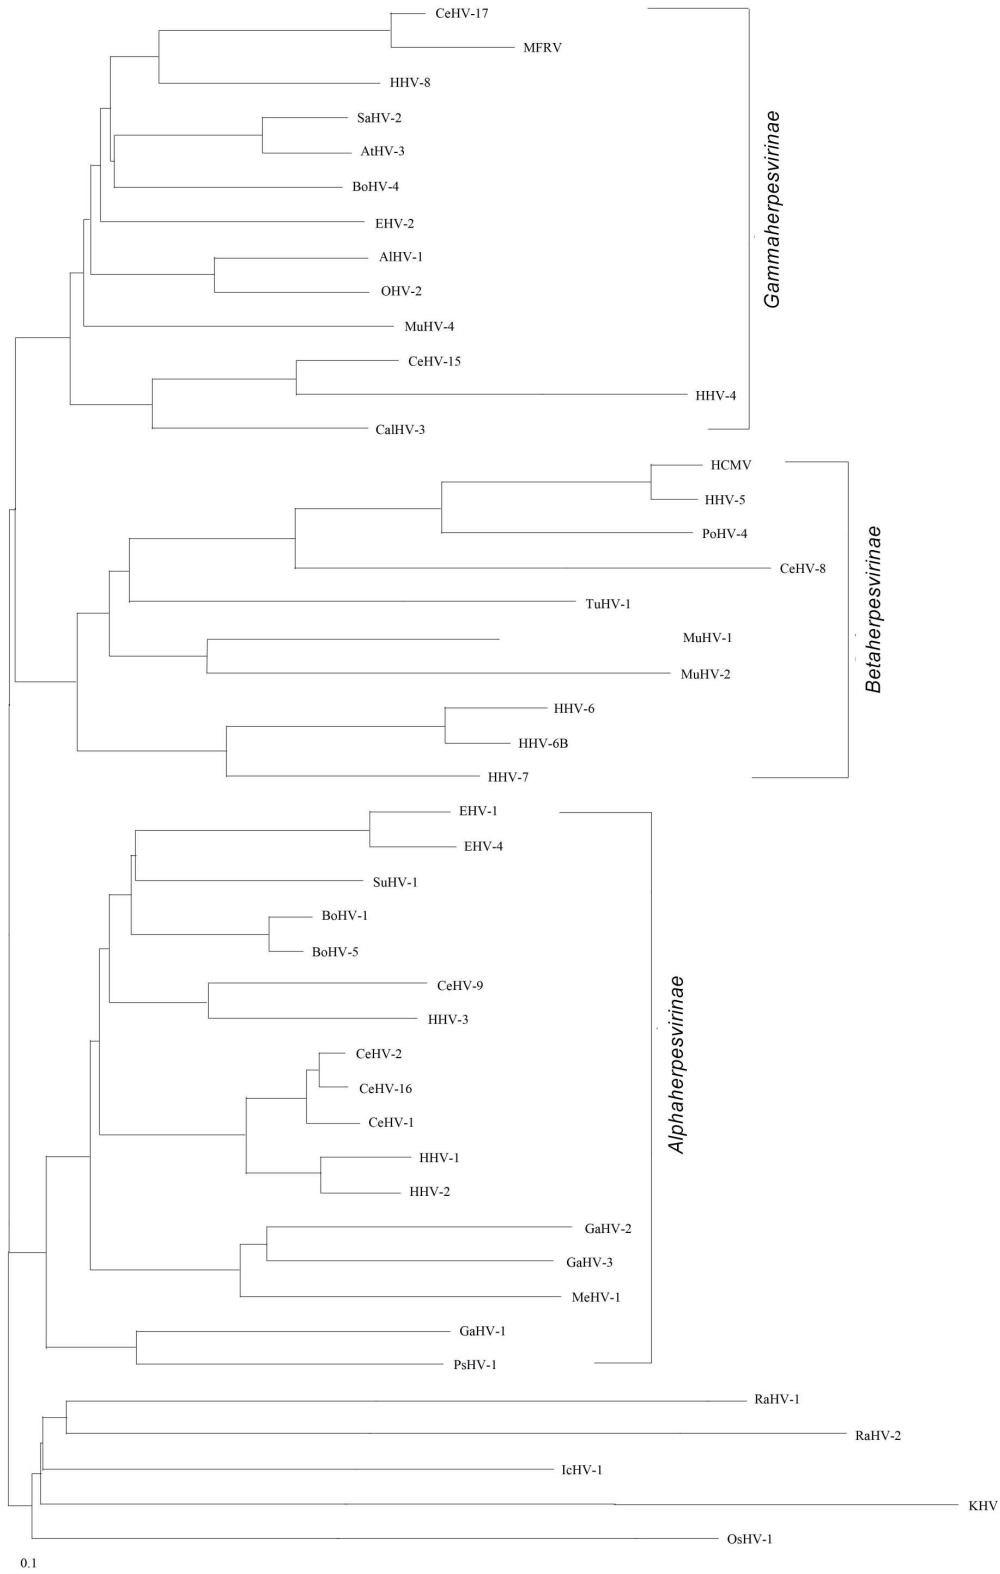 CeHV-17
MFRV
HHV-8
SaHV-2
AtHV-3
BoHV-4
EHV-2
AlHV-1
OHV-2
MuHV-4
CeHV-15
HHV-4
CalHV-3
Gammaherpesvirinae
HCMV
HHV-5
PoHV-4
CeHV-8
TuHV-1
MuHV-1
MuHV-2
HHV-6
HHV-6B
HHV-7
Betaherpesvirinae
EHV-1
EHV-4
SuHV-1
BoHV-1
BoHV-5
CeHV-9
HHV-3
CeHV-2
CeHV-16
CeHV-1
HHV-1
HHV-2
GaHV-2
GaHV-3
MeHV-1
GaHV-1
PsHV-1
Alphaherpesvirinae
RaHV-1
RaHV-2
IcHV-1
KHV
OsHV-1
0.1